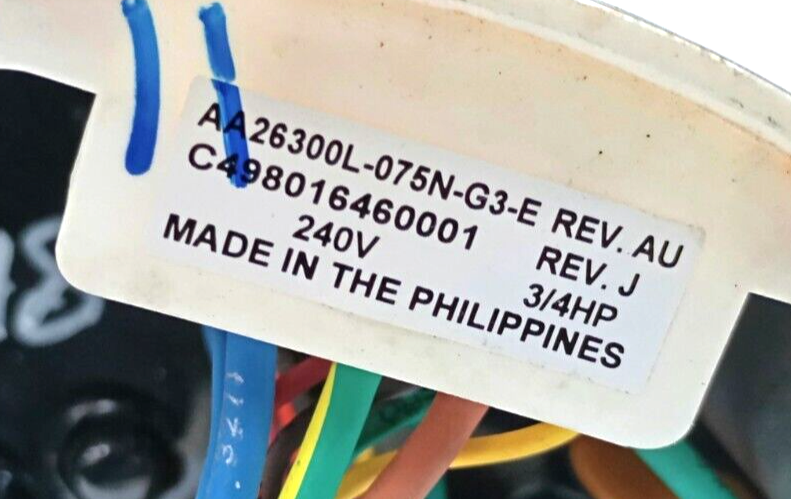 AA26300L-075N-G3-E REV. AU
C498016460001 REV. J
240V 3/4HP
MADE IN THE PHILIPPINES